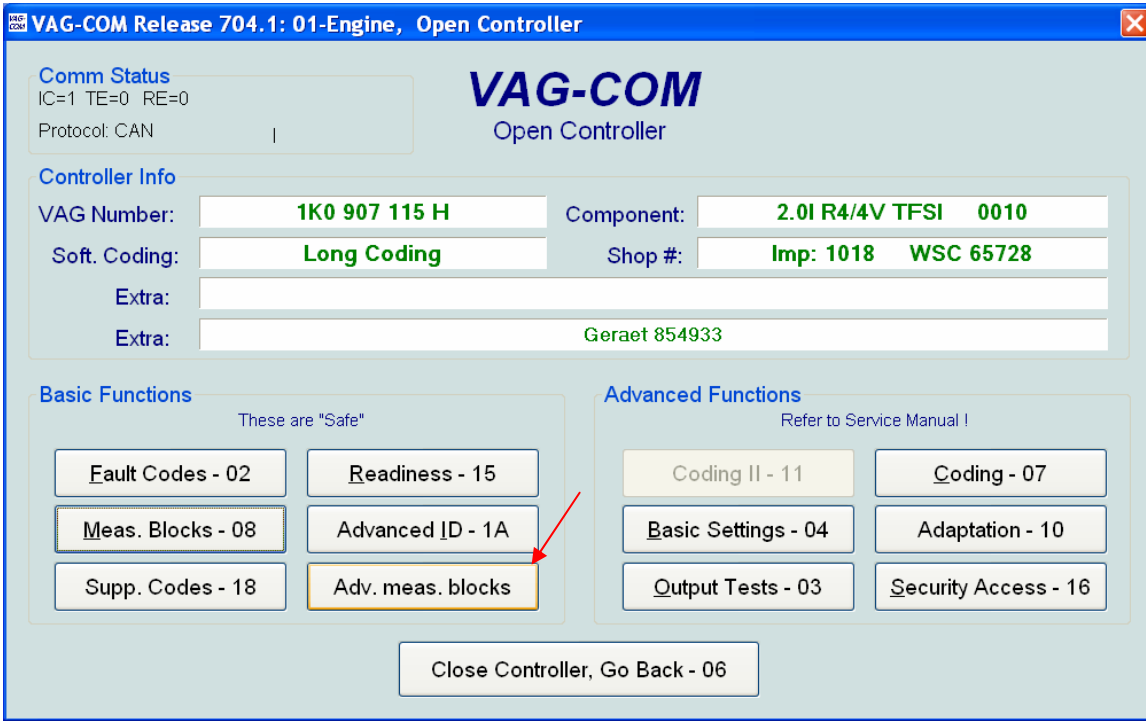 VAG-COM Release 704.1: 01-Engine, Open Controller
Comm Status
IC=1 TE=0 RE=0
Protocol: CAN
|
VAG-COM
Open Controller
Controller Info
VAG Number: 1K0 907 115 H Component: 2.0l R4/4V TFSI 0010
Soft. Coding: Long Coding Shop #: Imp: 1018 WSC 65728
Extra:
Extra: Geraet 854933
Basic Functions
These are "Safe"
Fault Codes - 02 Readiness - 15
Meas. Blocks - 08 Advanced ID - 1A
Supp. Codes - 18 Adv. meas. blocks
Advanced Functions
Refer to Service Manual !
Coding II - 11 Coding - 07
Basic Settings - 04 Adaptation - 10
Output Tests - 03 Security Access - 16
Close Controller, Go Back - 06